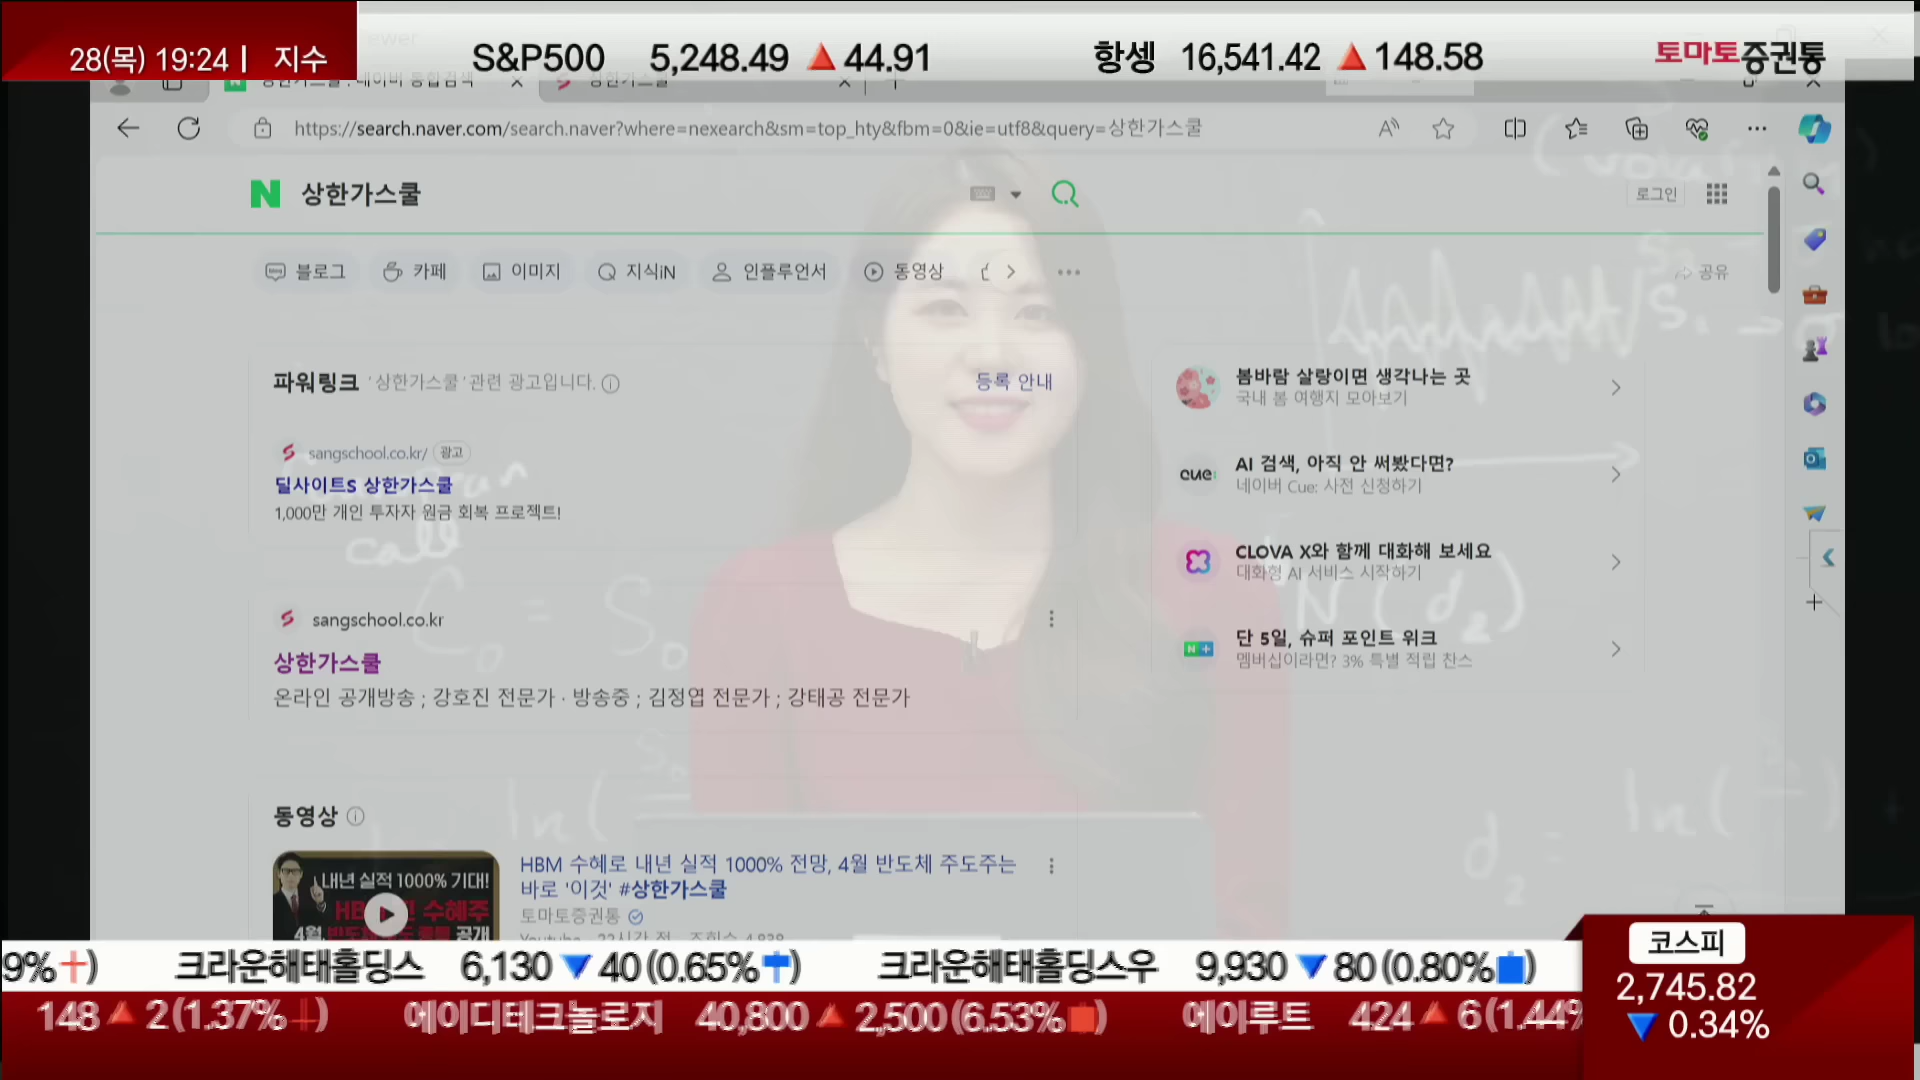 28(목) 19:24 | 지수
S&P500 5,248.49 ▲44.91
항셍 16,541.42 ▲148.58
토마토증권통
https://search.naver.com/search.naver?where=nexearch&sm=top_hty&fbm=0&ie=utf8&query=상한가스쿨
N 상한가스쿨
로그인
블로그 카페 이미지 지식iN 인플루언서 동영상
공유
파워링크 '상한가스쿨' 관련 광고입니다.
등록 안내
sangschool.co.kr/ 광고
딜사이트S 상한가스쿨
1,000만 개인 투자자 원금 회복 프로젝트!
sangschool.co.kr
상한가스쿨
온라인 공개방송 ; 강호진 전문가 · 방송중 ; 김정엽 전문가 ; 강태공 전문가
봄바람 살랑이면 생각나는 곳
국내 봄 여행지 모아보기
cue:
AI 검색, 아직 안 써봤다면?
네이버 Cue: 사전 신청하기
CLOVA X와 함께 대화해 보세요
대화형 AI 서비스 시작하기
N+
단 5일, 슈퍼 포인트 위크
멤버십이라면? 3% 특별 적립 찬스
call
C0 = S0
N(d2)
ln(
d2 =
동영상
내년 실적 1000% 기대!
수혜주
공개
HBM 수혜로 내년 실적 1000% 전망, 4월 반도체 주도주는
바로 '이것' #상한가스쿨
토마토증권통
9%↑) 크라운해태홀딩스 6,130 ▼40(0.65%↑) 크라운해태홀딩스우 9,930 ▼80(0.80%■)
148 ▲2(1.37%↓) 에이디테크놀로지 40,800 ▲2,500(6.53%■) 에이루트 424 ▲6(1.44%
코스피
2,745.82
▼0.34%